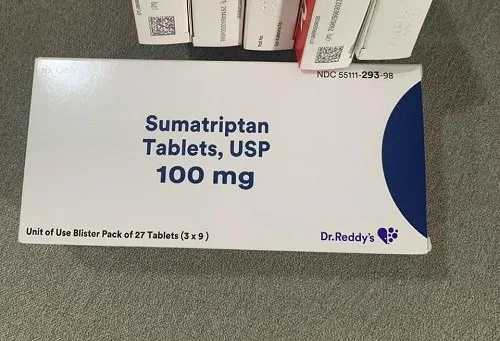 NDC 55111-293-98
Sumatriptan
Tablets, USP
100 mg
Unit of Use Blister Pack of 27 Tablets (3 x 9 )
Dr.Reddy's